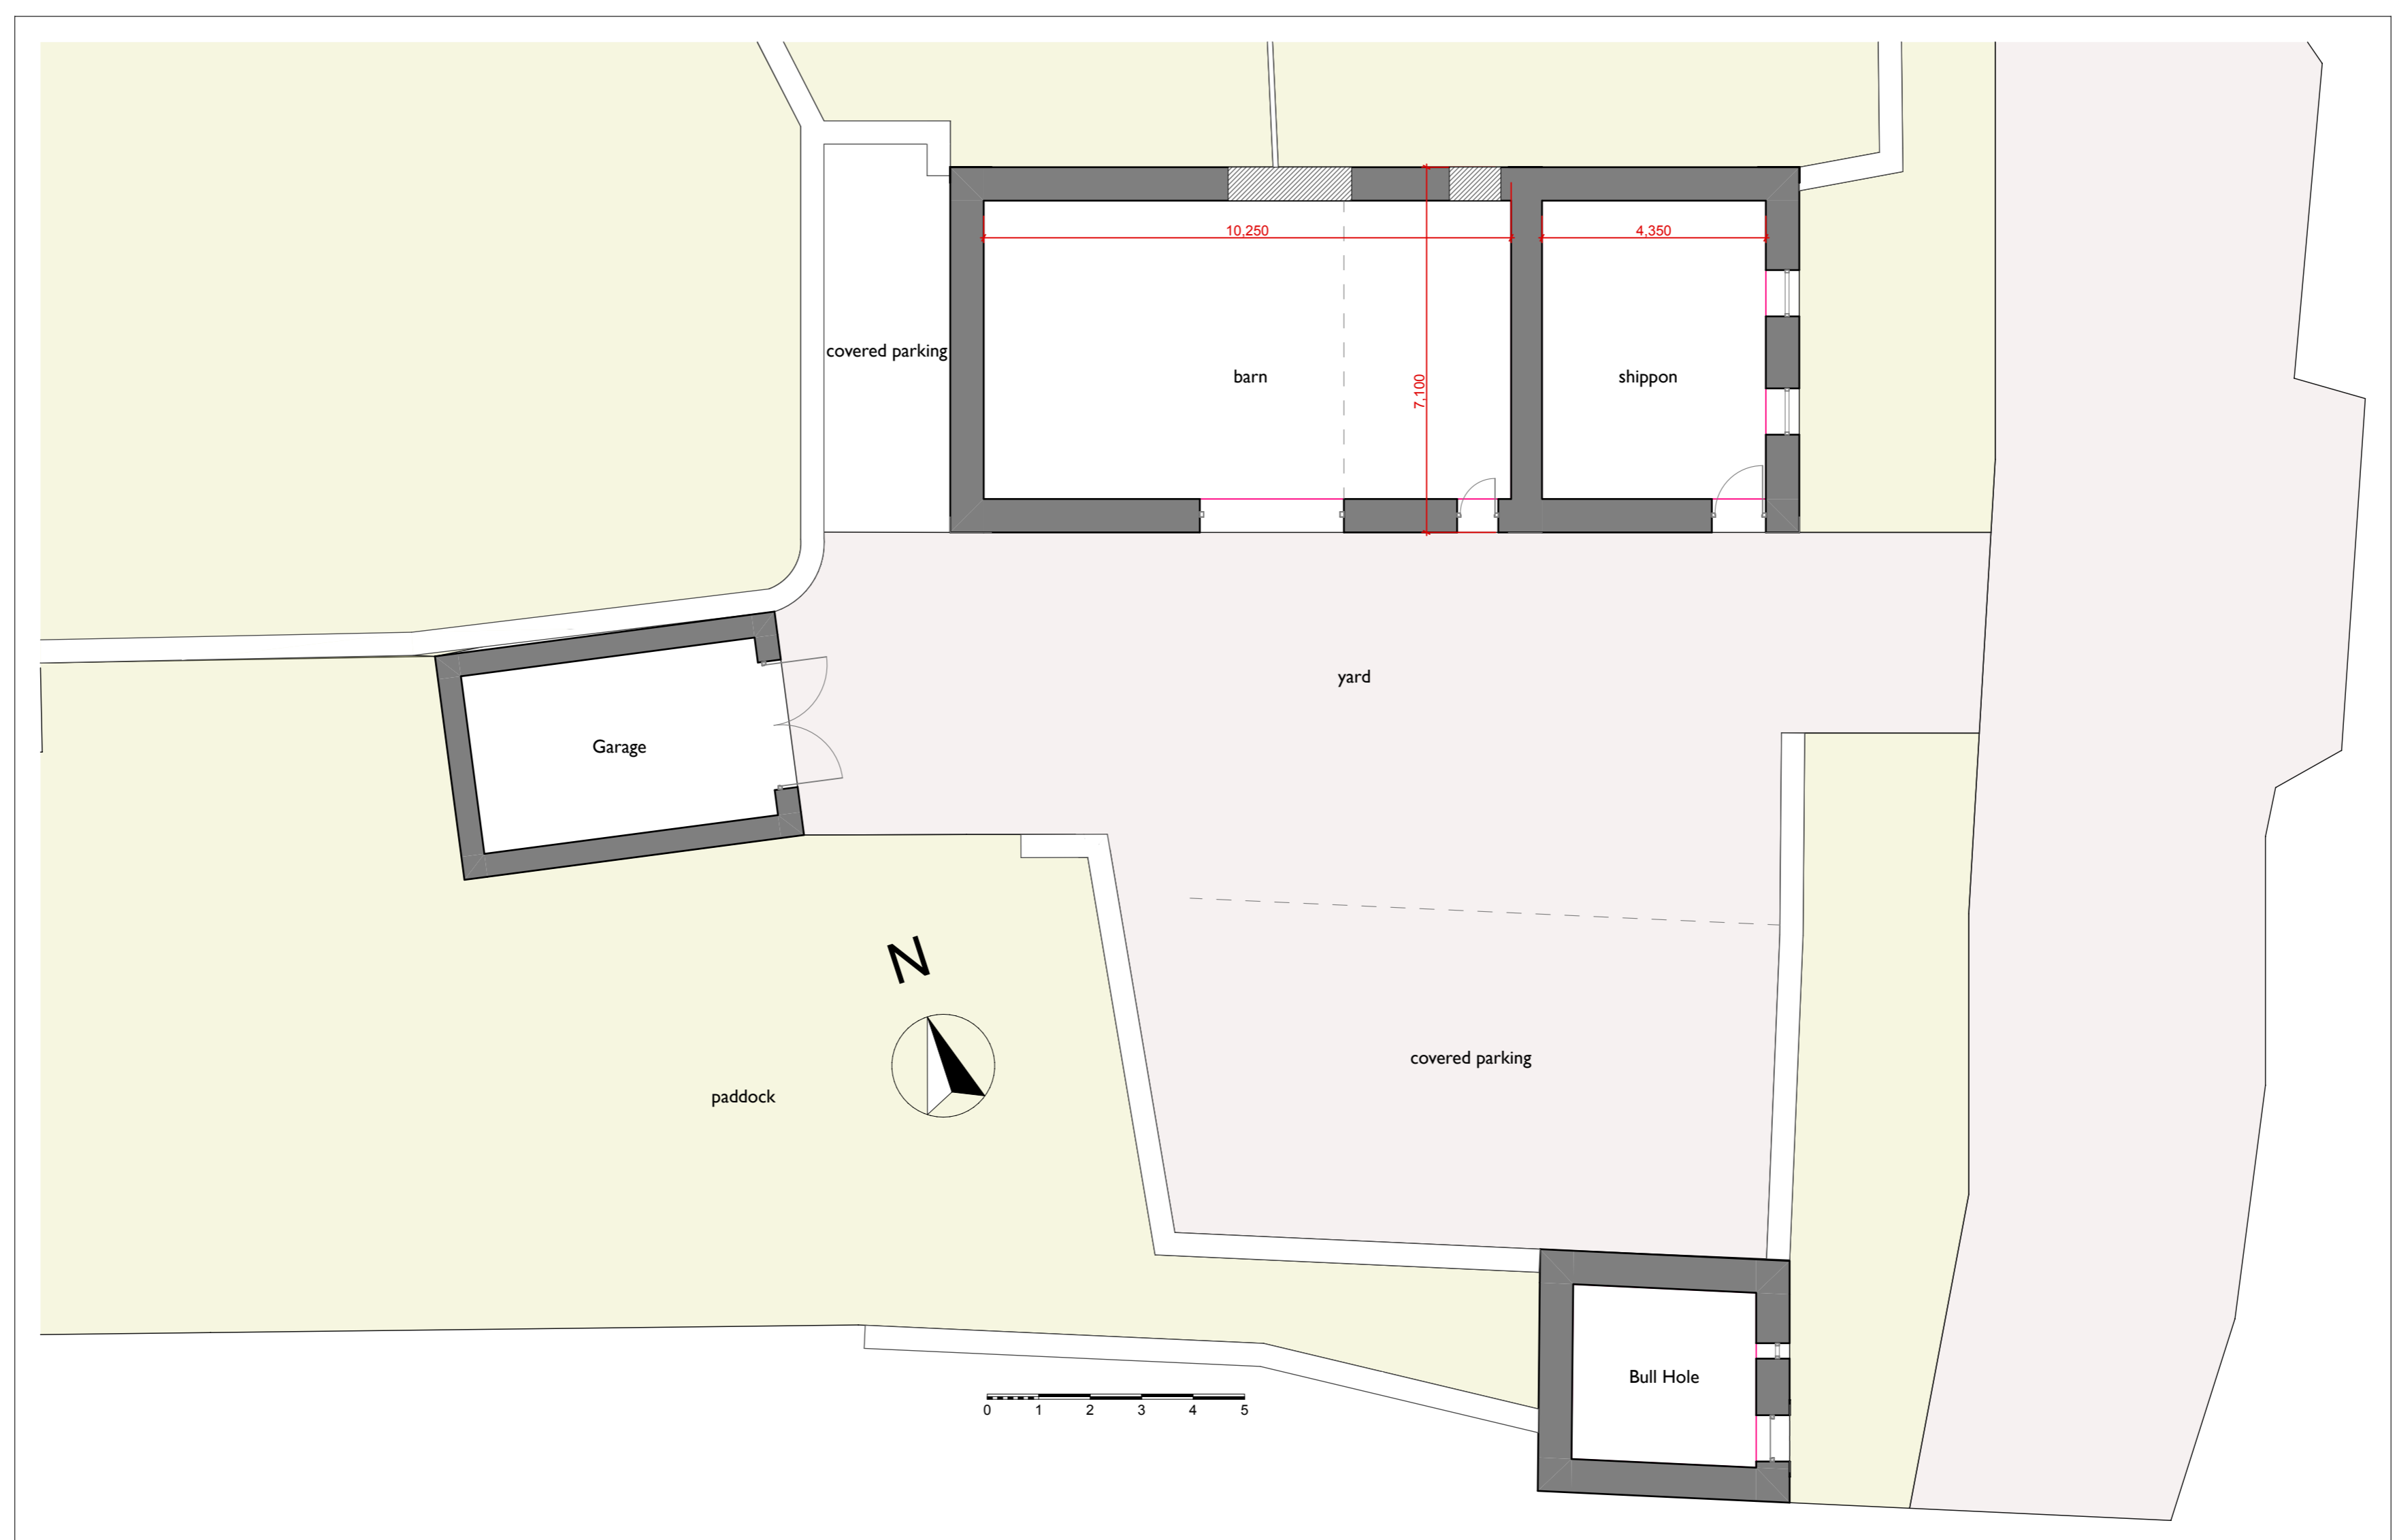 10,250
4,350
covered parking
barn
7,100
shippon
yard
Garage
N
covered parking
paddock
Bull Hole
0 1 2 3 4 5